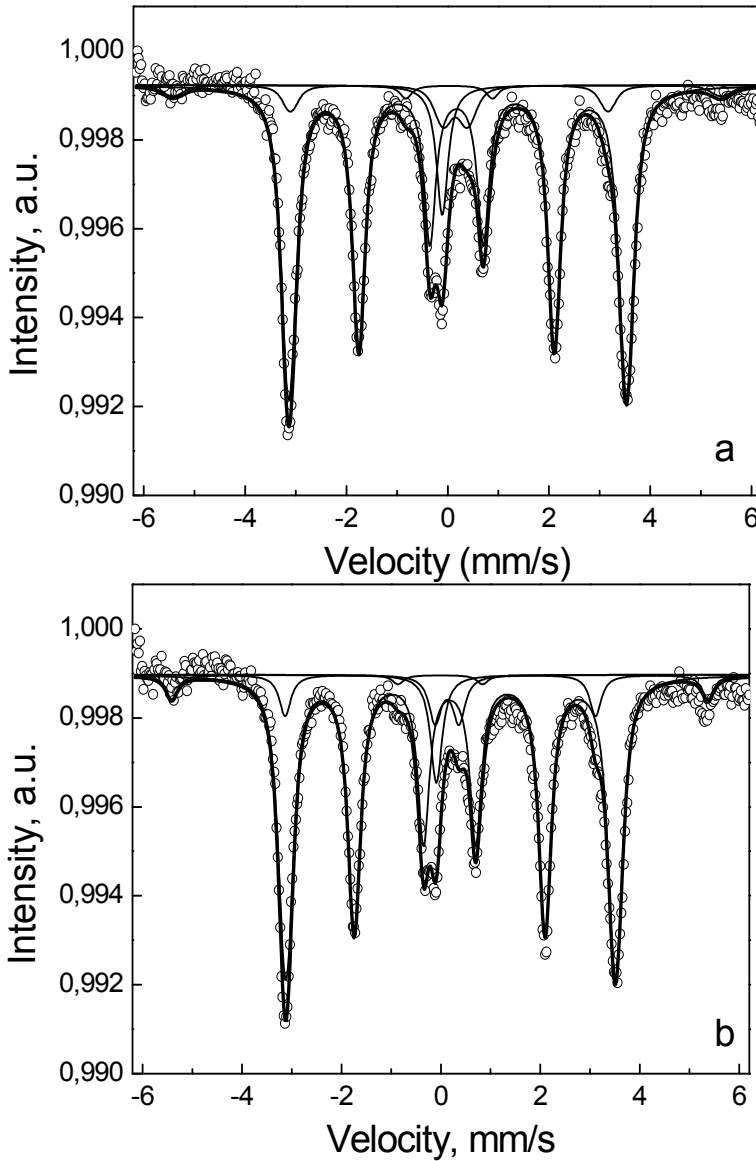 1,000
0,998
0,996
0,994
0,992
0,990
Intensity, a.u.
a
-6 -4 -2 0 2 4 6
Velocity (mm/s)
1,000
0,998
0,996
0,994
0,992
0,990
Intensity, a.u.
b
-6 -4 -2 0 2 4 6
Velocity, mm/s